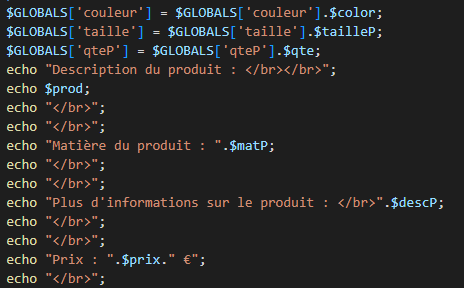 $GLOBALS['couleur'] = $GLOBALS['couleur'].$color;
$GLOBALS['taille'] = $GLOBALS['taille'].$tailleP;
$GLOBALS['qteP'] = $GLOBALS['qteP'].$qte;
echo "Description du produit : </br></br>";
echo $prod;
echo "</br>";
echo "</br>";
echo "Matière du produit : ".$matP;
echo "</br>";
echo "</br>";
echo "Plus d'informations sur le produit : </br>".$descP;
echo "</br>";
echo "</br>";
echo "Prix : ".$prix." €";
echo "</br>";